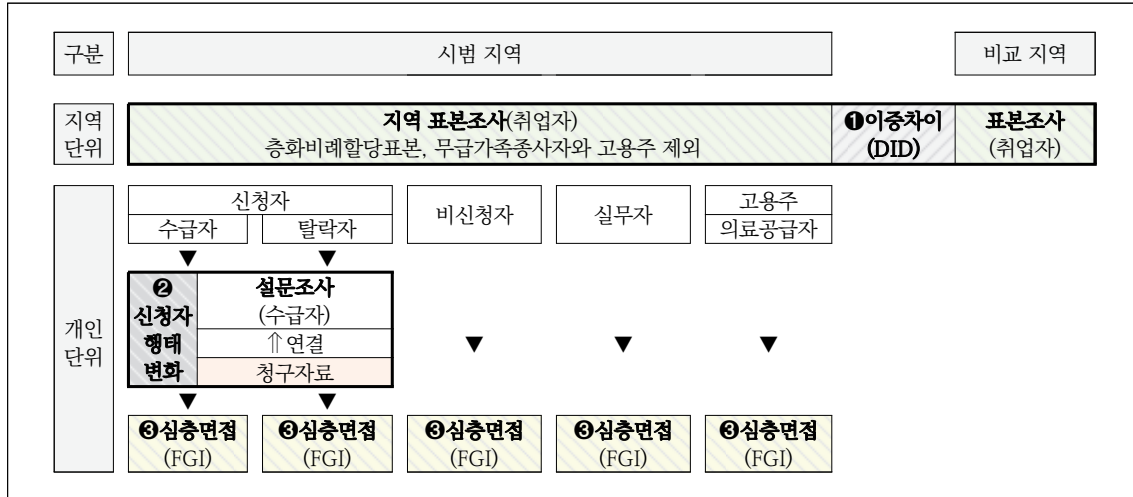 구분
시범 지역
비교 지역
지역
단위
지역 표본조사(취업자)
층화비례할당표본, 무급가족종사자와 고용주 제외
❶이중차이
(DID)
표본조사
(취업자)
개인
단위
신청자
수급자
탈락자
비신청자
실무자
고용주
의료공급자
▼
▼
❷
신청자
행태
변화
설문조사
(수급자)
⇑연결
청구자료
▼
▼
▼
▼
▼
❸심층면접
(FGI)
❸심층면접
(FGI)
❸심층면접
(FGI)
❸심층면접
(FGI)
❸심층면접
(FGI)